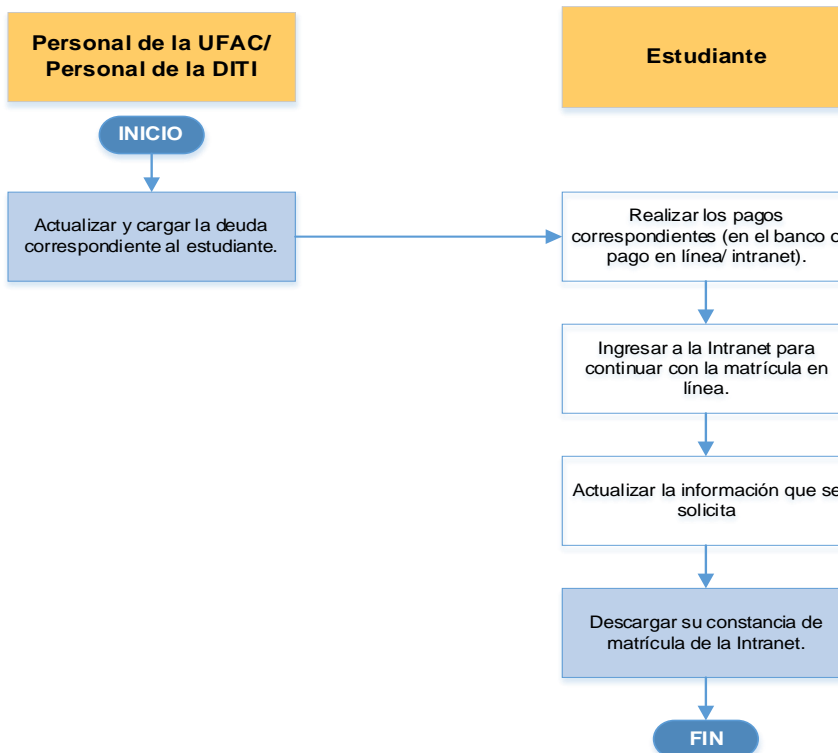 Personal de la UFAC/
Personal de la DITI
Estudiante
INICIO
Actualizar y cargar la deuda
correspondiente al estudiante.
Realizar los pagos
correspondientes (en el banco o
pago en línea/ intranet).
Ingresar a la Intranet para
continuar con la matrícula en
línea.
Actualizar la información que se
solicita
Descargar su constancia de
matrícula de la Intranet.
FIN